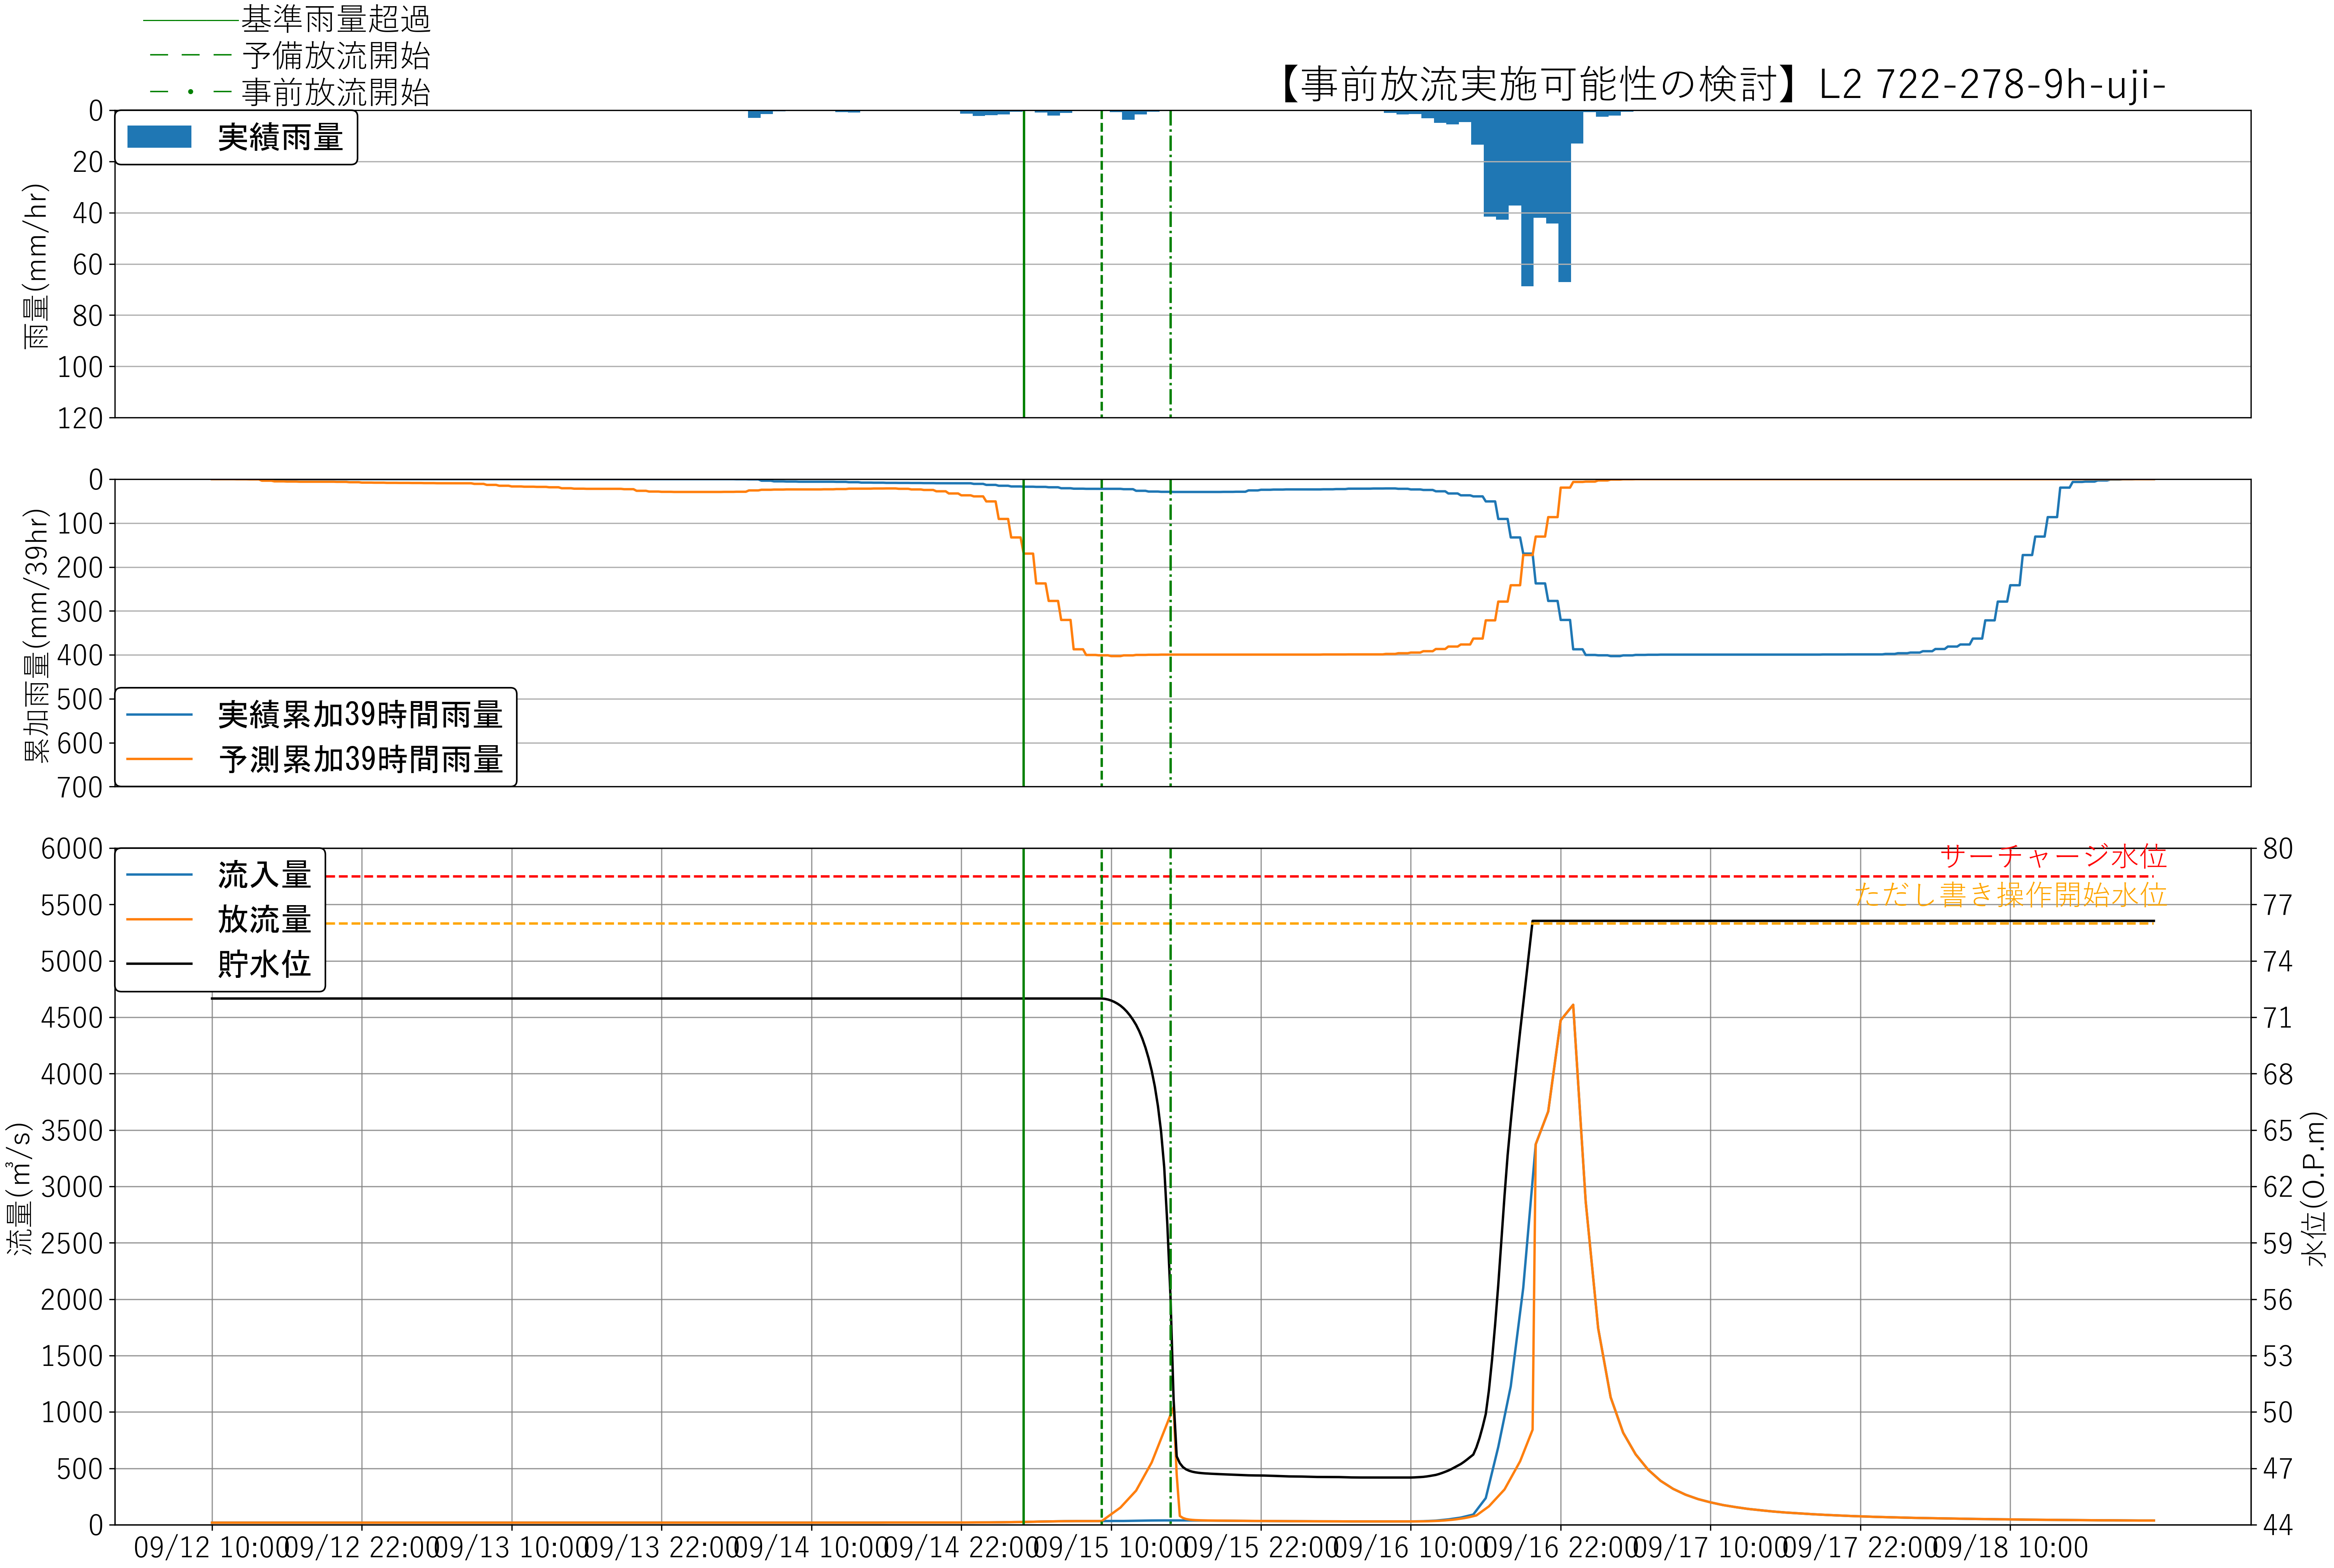 基準雨量超過
予備放流開始
事前放流開始
【事前放流実施可能性の検討】L2 722-278-9h-uji-
実績雨量
雨量(mm/hr)
0
20
40
60
80
100
120
実績累加39時間雨量
予測累加39時間雨量
累加雨量(mm/39hr)
0
100
200
300
400
500
600
700
流入量
放流量
貯水位
サーチャージ水位
ただし書き操作開始水位
流量(m³/s)
6000
5500
5000
4500
4000
3500
3000
2500
2000
1500
1000
500
0
80
77
74
71
68
65
62
59
56
53
50
47
44
水位(O.P.m)
09/12 10:00 09/12 22:00 09/13 10:00 09/13 22:00 09/14 10:00 09/14 22:00 09/15 10:00 09/15 22:00 09/16 10:00 09/16 22:00 09/17 10:00 09/17 22:00 09/18 10:00